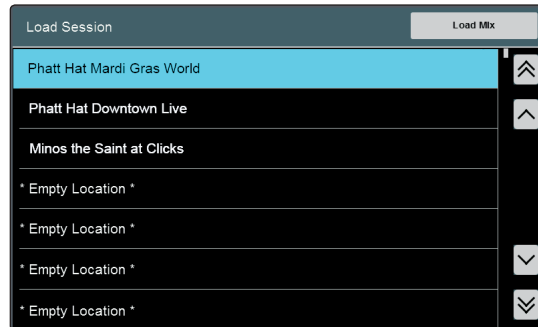 Load Session
Load Mix
Phatt Hat Mardi Gras World
Phatt Hat Downtown Live
Minos the Saint at Clicks
* Empty Location *
* Empty Location *
* Empty Location *
* Empty Location *